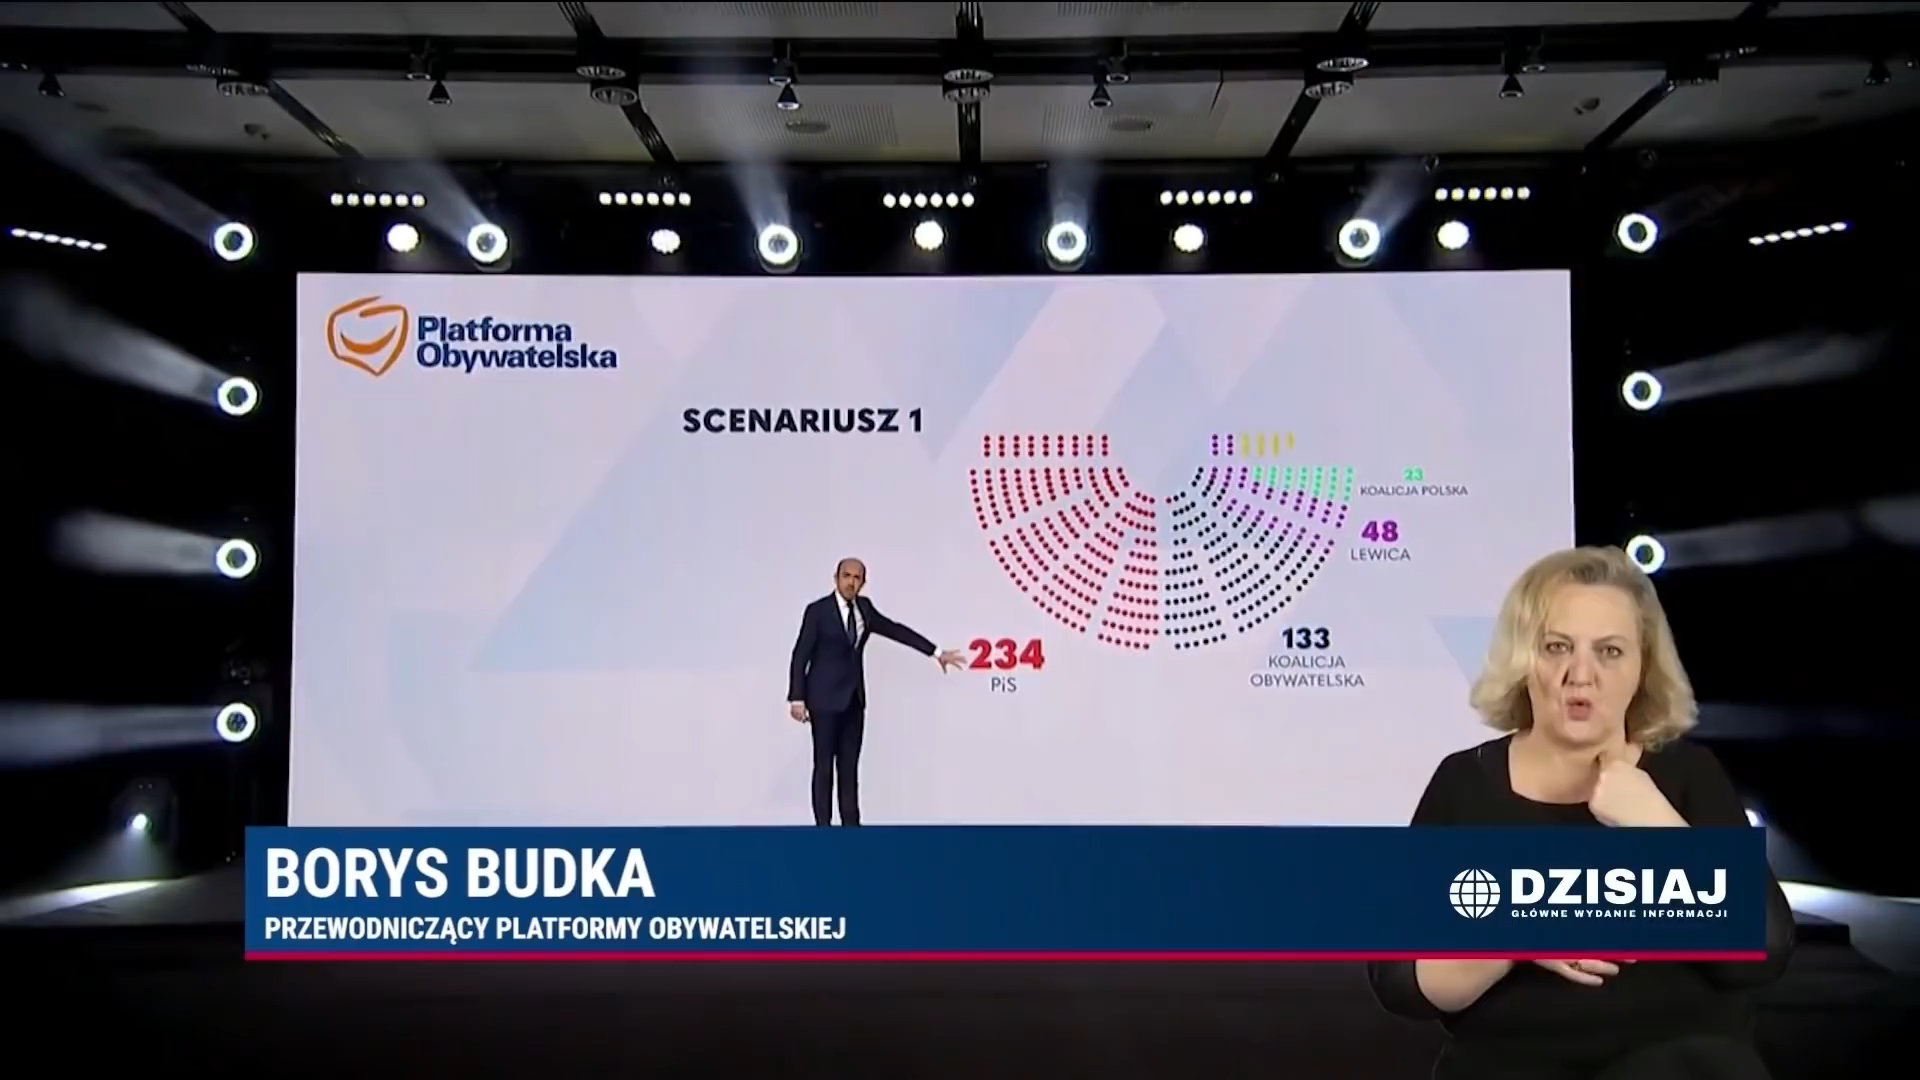 Platforma
Obywatelska
SCENARIUSZ 1
23
KOALICJA POLSKA
48
LEWICA
133
KOALICJA
OBYWATELSKA
234
PiS
BORYS BUDKA
PRZEWODNICZĄCY PLATFORMY OBYWATELSKIEJ
DZISIAJ
GŁÓWNE WYDANIE INFORMACJI